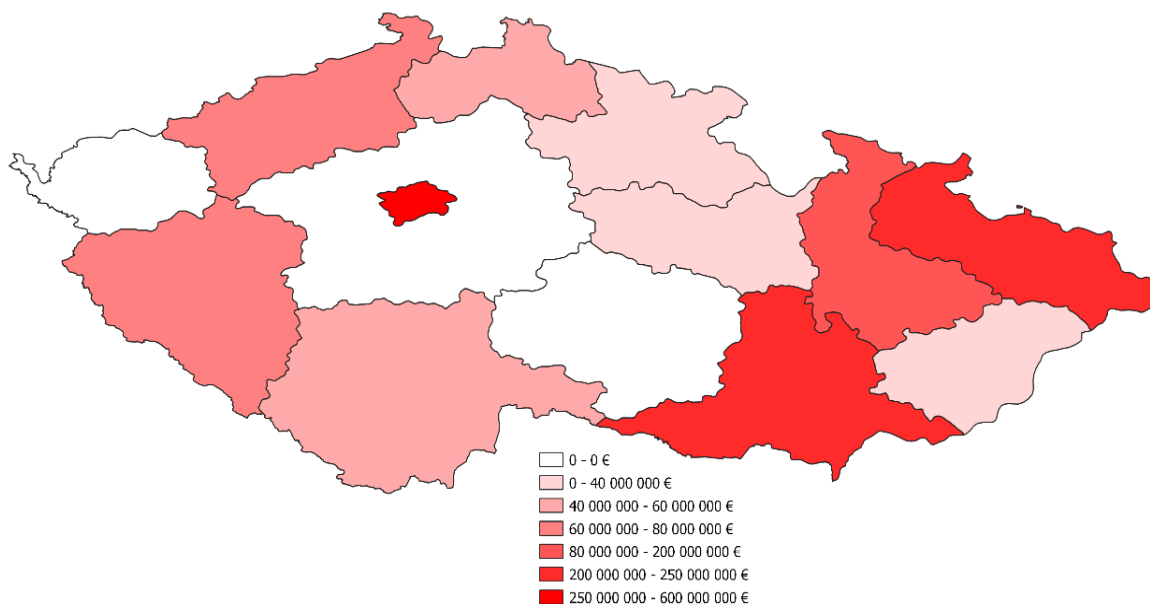 0 - 0 €
0 - 40 000 000 €
40 000 000 - 60 000 000 €
60 000 000 - 80 000 000 €
80 000 000 - 200 000 000 €
200 000 000 - 250 000 000 €
250 000 000 - 600 000 000 €